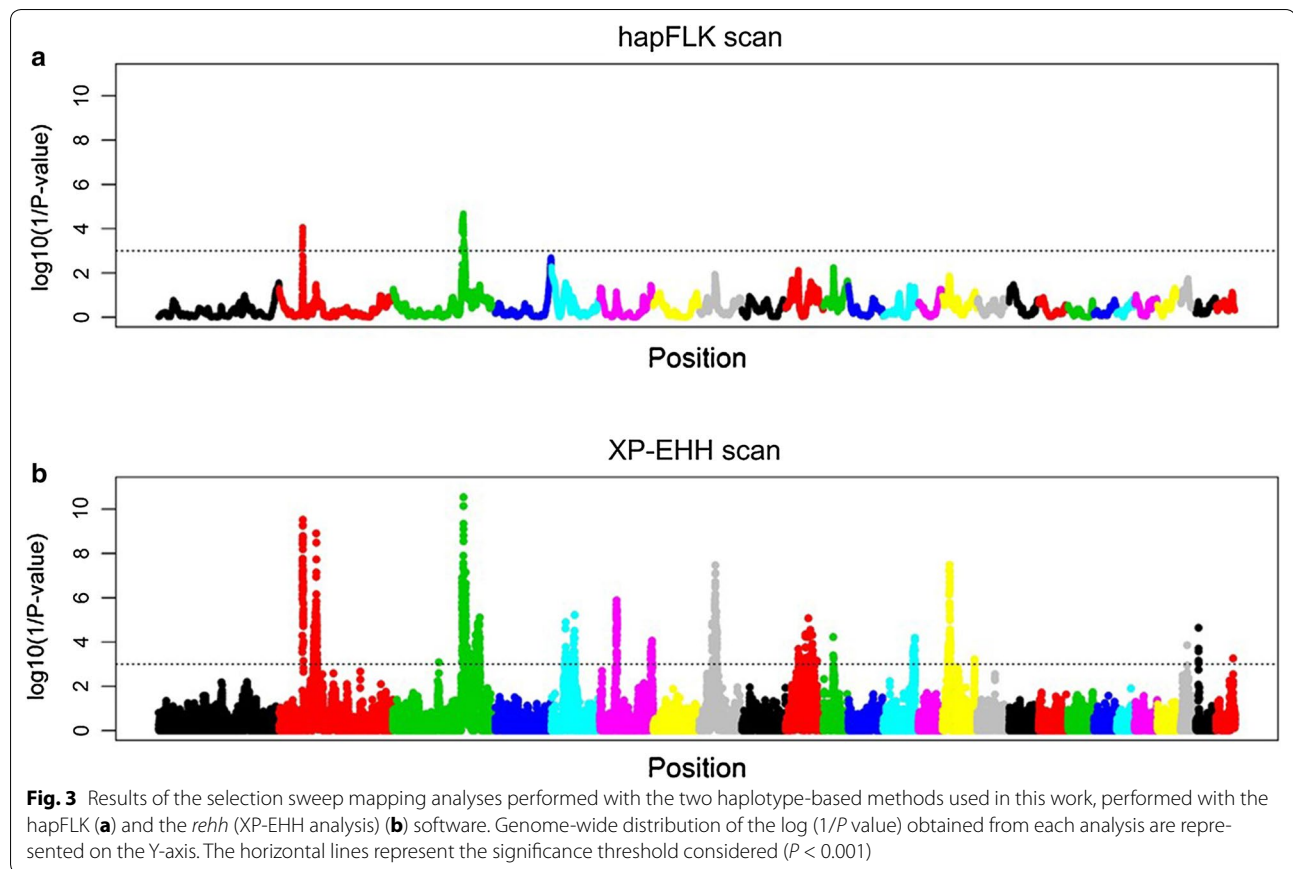 a
hapFLK scan
10
8
6
4
2
0
log10(1/P-value)
Position
b
XP-EHH scan
10
8
6
4
2
0
log10(1/P-value)
Position
Fig. 3 Results of the selection sweep mapping analyses performed with the two haplotype-based methods used in this work, performed with the
hapFLK (a) and the rehh (XP-EHH analysis) (b) software. Genome-wide distribution of the log (1/P value) obtained from each analysis are repre-
sented on the Y-axis. The horizontal lines represent the significance threshold considered (P < 0.001)